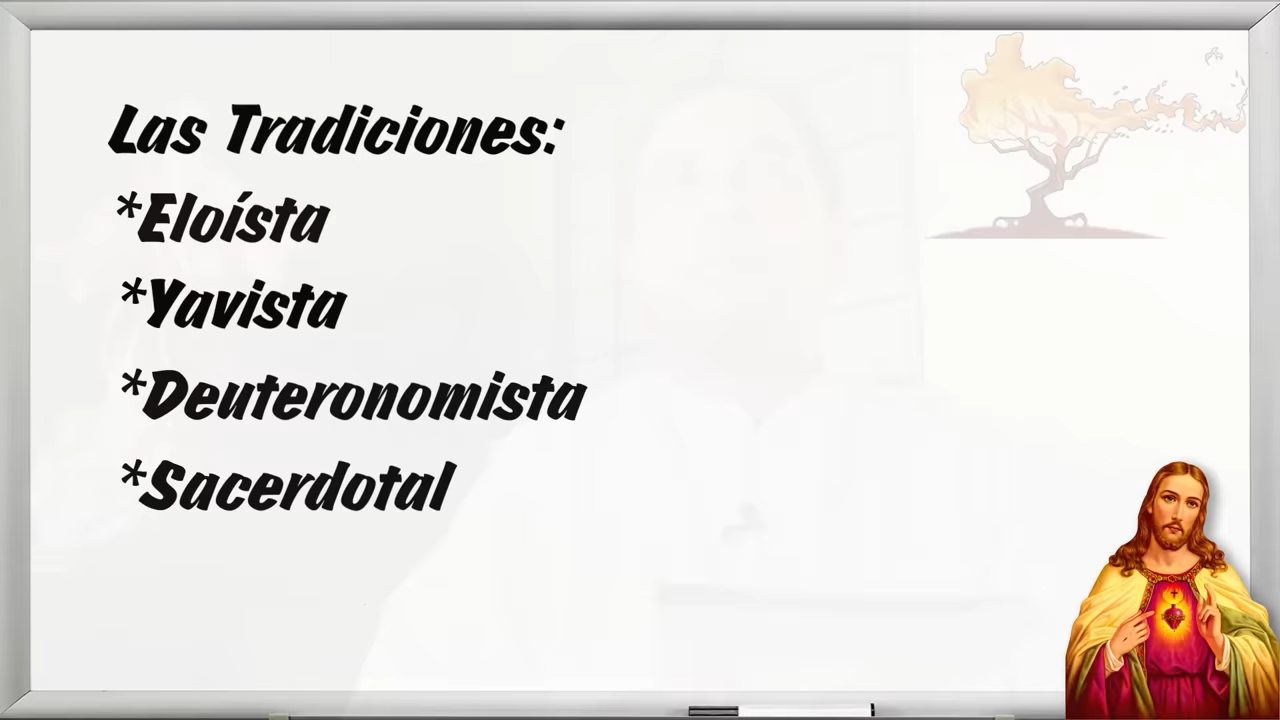 Las Tradiciones:
*Eloísta
*Yavista
*Deuteronomista
*Sacerdotal